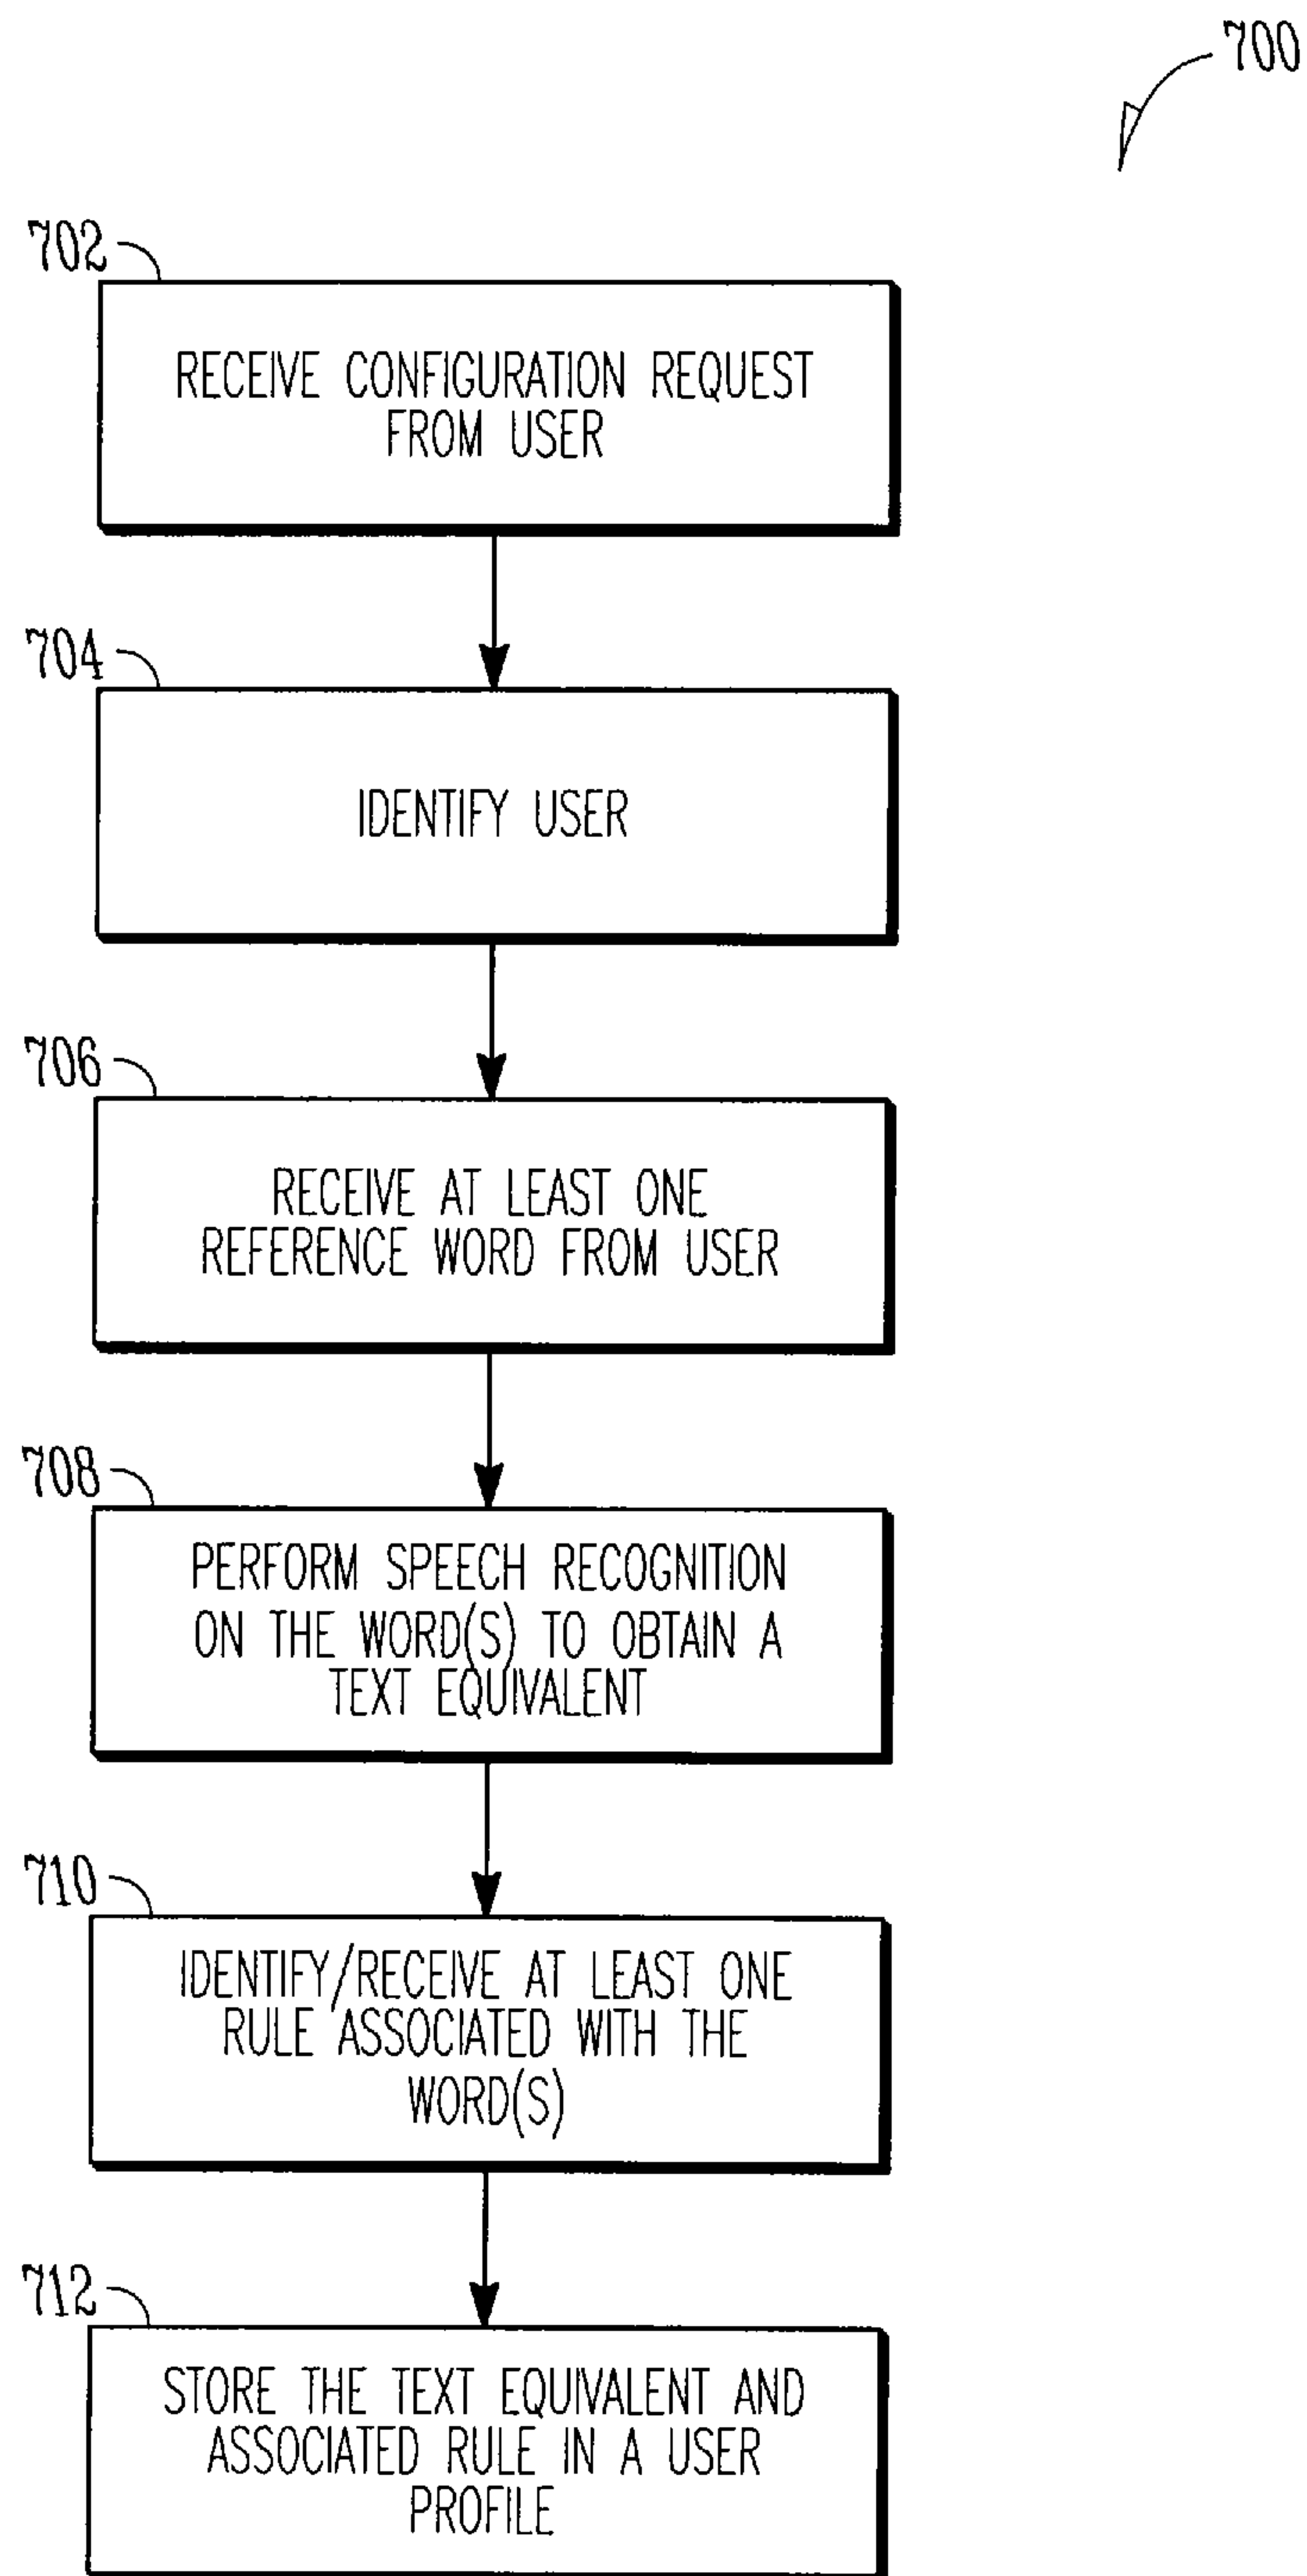 700
702
RECEIVE CONFIGURATION REQUEST
FROM USER
704
IDENTIFY USER
706
RECEIVE AT LEAST ONE
REFERENCE WORD FROM USER
708
PERFORM SPEECH RECOGNITION
ON THE WORD(S) TO OBTAIN A
TEXT EQUIVALENT
710
IDENTIFY/RECEIVE AT LEAST ONE
RULE ASSOCIATED WITH THE
WORD(S)
712
STORE THE TEXT EQUIVALENT AND
ASSOCIATED RULE IN A USER
PROFILE